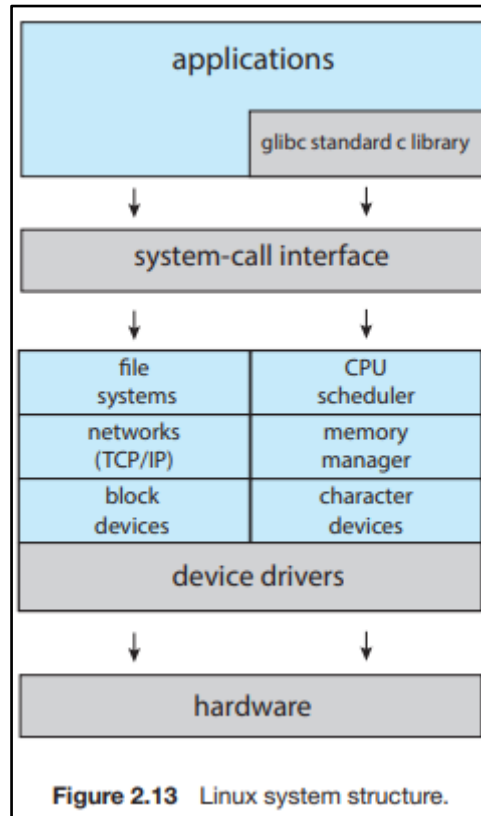 applications
glibc standard c library
system-call interface
file
systems
CPU
scheduler
networks
(TCP/IP)
memory
manager
block
devices
character
devices
device drivers
hardware
Figure 2.13 Linux system structure.